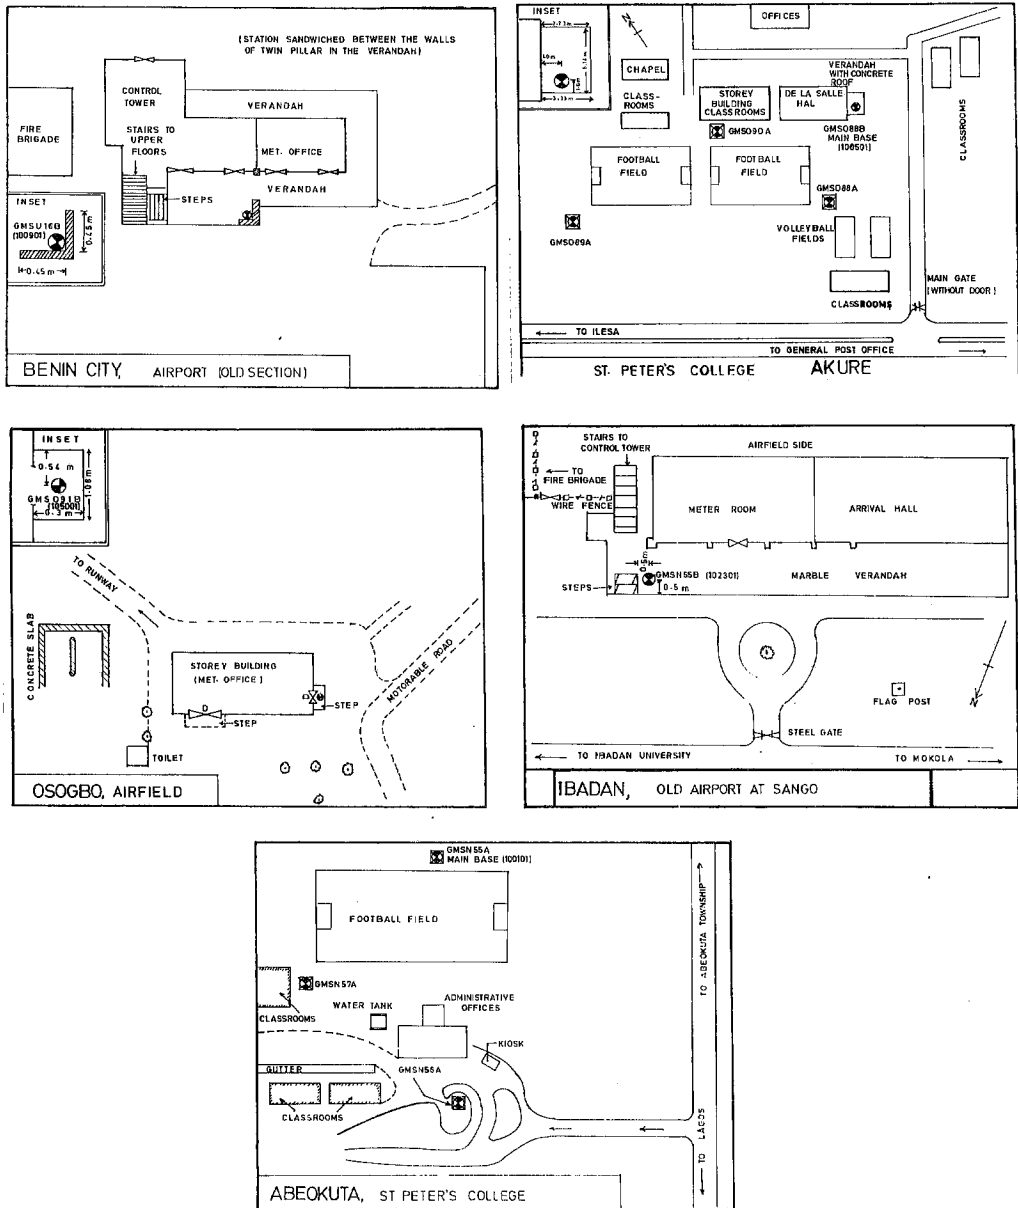 (STATION SANDWICHED BETWEEN THE WALLS
OF TWIN PILLAR IN THE VERANDAH)
CONTROL
TOWER
VERANDAH
FIRE
BRIGADE
STAIRS TO
UPPER
FLOORS
MET. OFFICE
VERANDAH
STEPS
INSET
GMSU16B
(100901)
0.45 m
0.45 m
BENIN CITY, AIRPORT (OLD SECTION)
INSET
N
OFFICES
CHAPEL
CLASS-
ROOMS
STOREY
BUILDING
CLASSROOMS
DE LA SALLE
HAL
VERANDAH
WITH CONCRETE
ROOF
GMSO90A
GMSO88B
MAIN BASE
(100501)
CLASSROOMS
FOOTBALL
FIELD
FOOTBALL
FIELD
GMSO88A
GMSO89A
VOLLEYBALL
FIELDS
CLASSROOMS
MAIN GATE
(WITHOUT DOOR)
TO ILESA
TO GENERAL POST OFFICE
ST. PETER'S COLLEGE AKURE
INSET
0.54 m
1.08m
GMSO91B
(105001)
0.3 m
TO RUNWAY
CONCRETE SLAB
STOREY BUILDING
(MET. OFFICE)
D
D
STEP
STEP
MOTORABLE ROAD
TOILET
OSOGBO, AIRFIELD
STAIRS TO
CONTROL TOWER
AIRFIELD SIDE
TO
FIRE BRIGADE
WIRE FENCE
METER ROOM
ARRIVAL HALL
0.5m
GMSN55B (102301)
MARBLE VERANDAH
STEPS
0.5 m
FLAG POST
N
STEEL GATE
TO IBADAN UNIVERSITY
TO MOKOLA
IBADAN, OLD AIRPORT AT SANGO
GMSN55A
MAIN BASE (100101)
FOOTBALL FIELD
GMSN57A
CLASSROOMS
WATER TANK
ADMINISTRATIVE
OFFICES
KIOSK
GUTTER
GMSN56A
CLASSROOMS
TO ABEOKUTA TOWNSHIP
TO LAGOS
ABEOKUTA, ST PETER'S COLLEGE